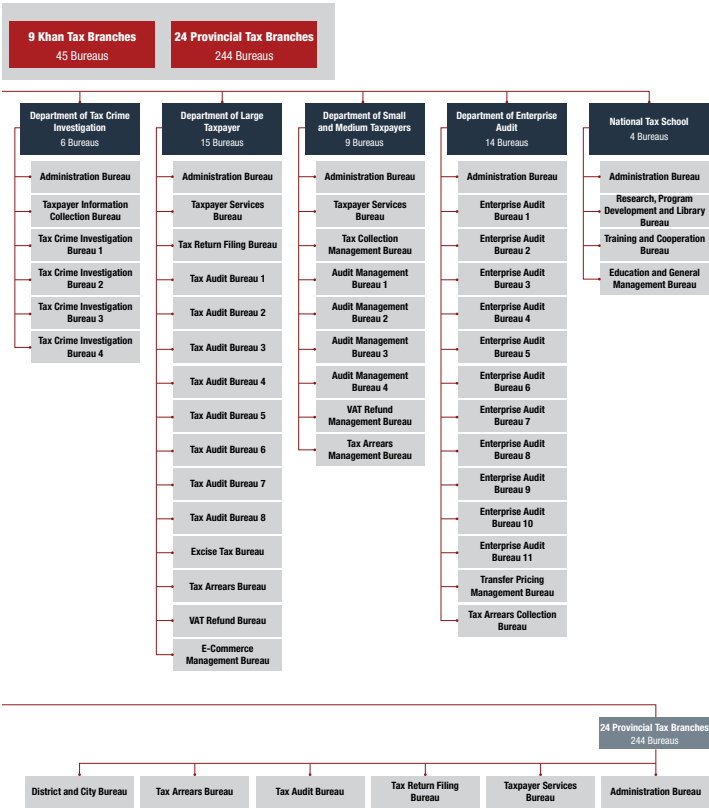 9 Khan Tax Branches
45 Bureaus
24 Provincial Tax Branches
244 Bureaus
Department of Tax Crime
Investigation
6 Bureaus
Administration Bureau
Taxpayer Information
Collection Bureau
Tax Crime Investigation
Bureau 1
Tax Crime Investigation
Bureau 2
Tax Crime Investigation
Bureau 3
Tax Crime Investigation
Bureau 4
Department of Large
Taxpayer
15 Bureaus
Administration Bureau
Taxpayer Services
Bureau
Tax Return Filing Bureau
Tax Audit Bureau 1
Tax Audit Bureau 2
Tax Audit Bureau 3
Tax Audit Bureau 4
Tax Audit Bureau 5
Tax Audit Bureau 6
Tax Audit Bureau 7
Tax Audit Bureau 8
Excise Tax Bureau
Tax Arrears Bureau
VAT Refund Bureau
E-Commerce
Management Bureau
Department of Small
and Medium Taxpayers
9 Bureaus
Administration Bureau
Taxpayer Services
Bureau
Tax Collection
Management Bureau
Audit Management
Bureau 1
Audit Management
Bureau 2
Audit Management
Bureau 3
Audit Management
Bureau 4
VAT Refund
Management Bureau
Tax Arrears
Management Bureau
Department of Enterprise
Audit
14 Bureaus
Administration Bureau
Enterprise Audit
Bureau 1
Enterprise Audit
Bureau 2
Enterprise Audit
Bureau 3
Enterprise Audit
Bureau 4
Enterprise Audit
Bureau 5
Enterprise Audit
Bureau 6
Enterprise Audit
Bureau 7
Enterprise Audit
Bureau 8
Enterprise Audit
Bureau 9
Enterprise Audit
Bureau 10
Enterprise Audit
Bureau 11
Transfer Pricing
Management Bureau
Tax Arrears Collection
Bureau
National Tax School
4 Bureaus
Administration Bureau
Research, Program
Development and Library
Bureau
Training and Cooperation
Bureau
Education and General
Management Bureau
24 Provincial Tax Branches
244 Bureaus
District and City Bureau
Tax Arrears Bureau
Tax Audit Bureau
Tax Return Filing
Bureau
Taxpayer Services
Bureau
Administration Bureau